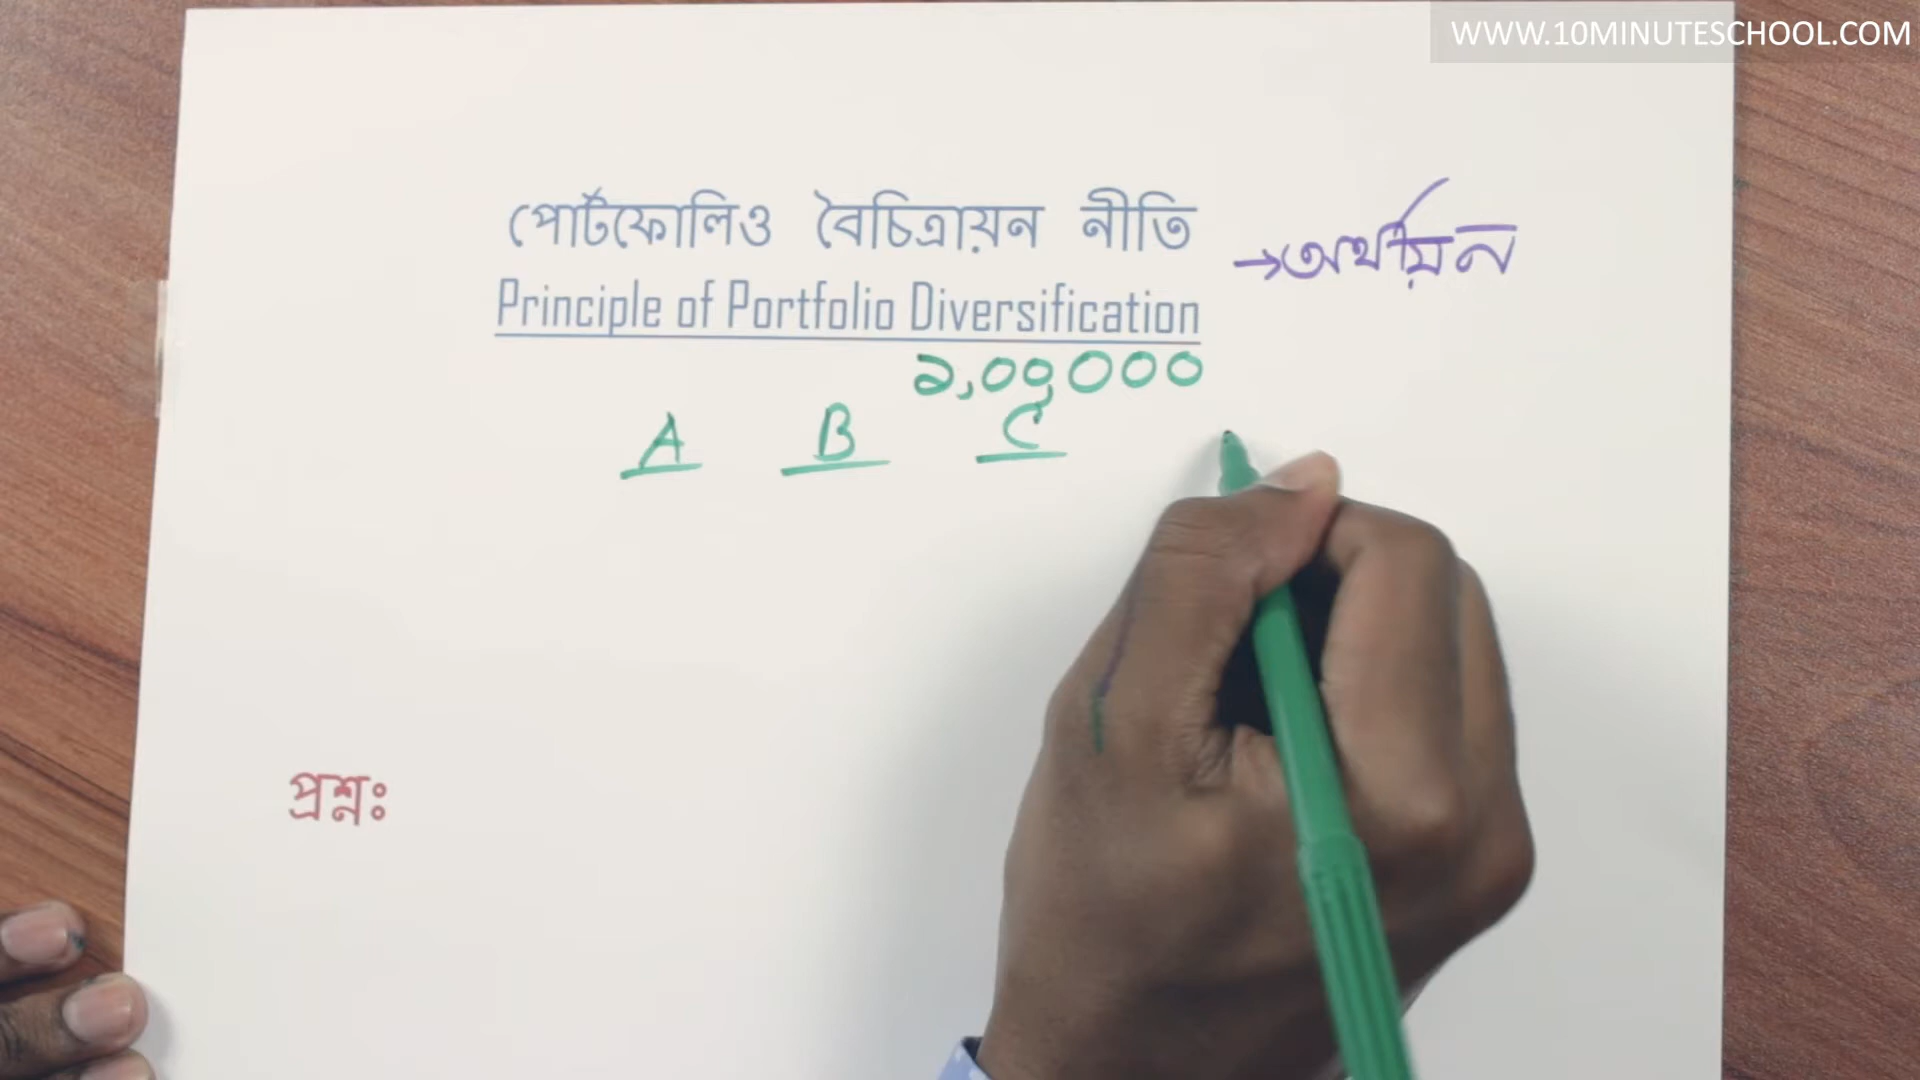 WWW.10MINUTESCHOOL.COM
পোর্টফোলিও বৈচিত্রায়ন নীতি
→অর্থায়ন
Principle of Portfolio Diversification
১,০০,০০০
A B C
প্রশ্নঃ